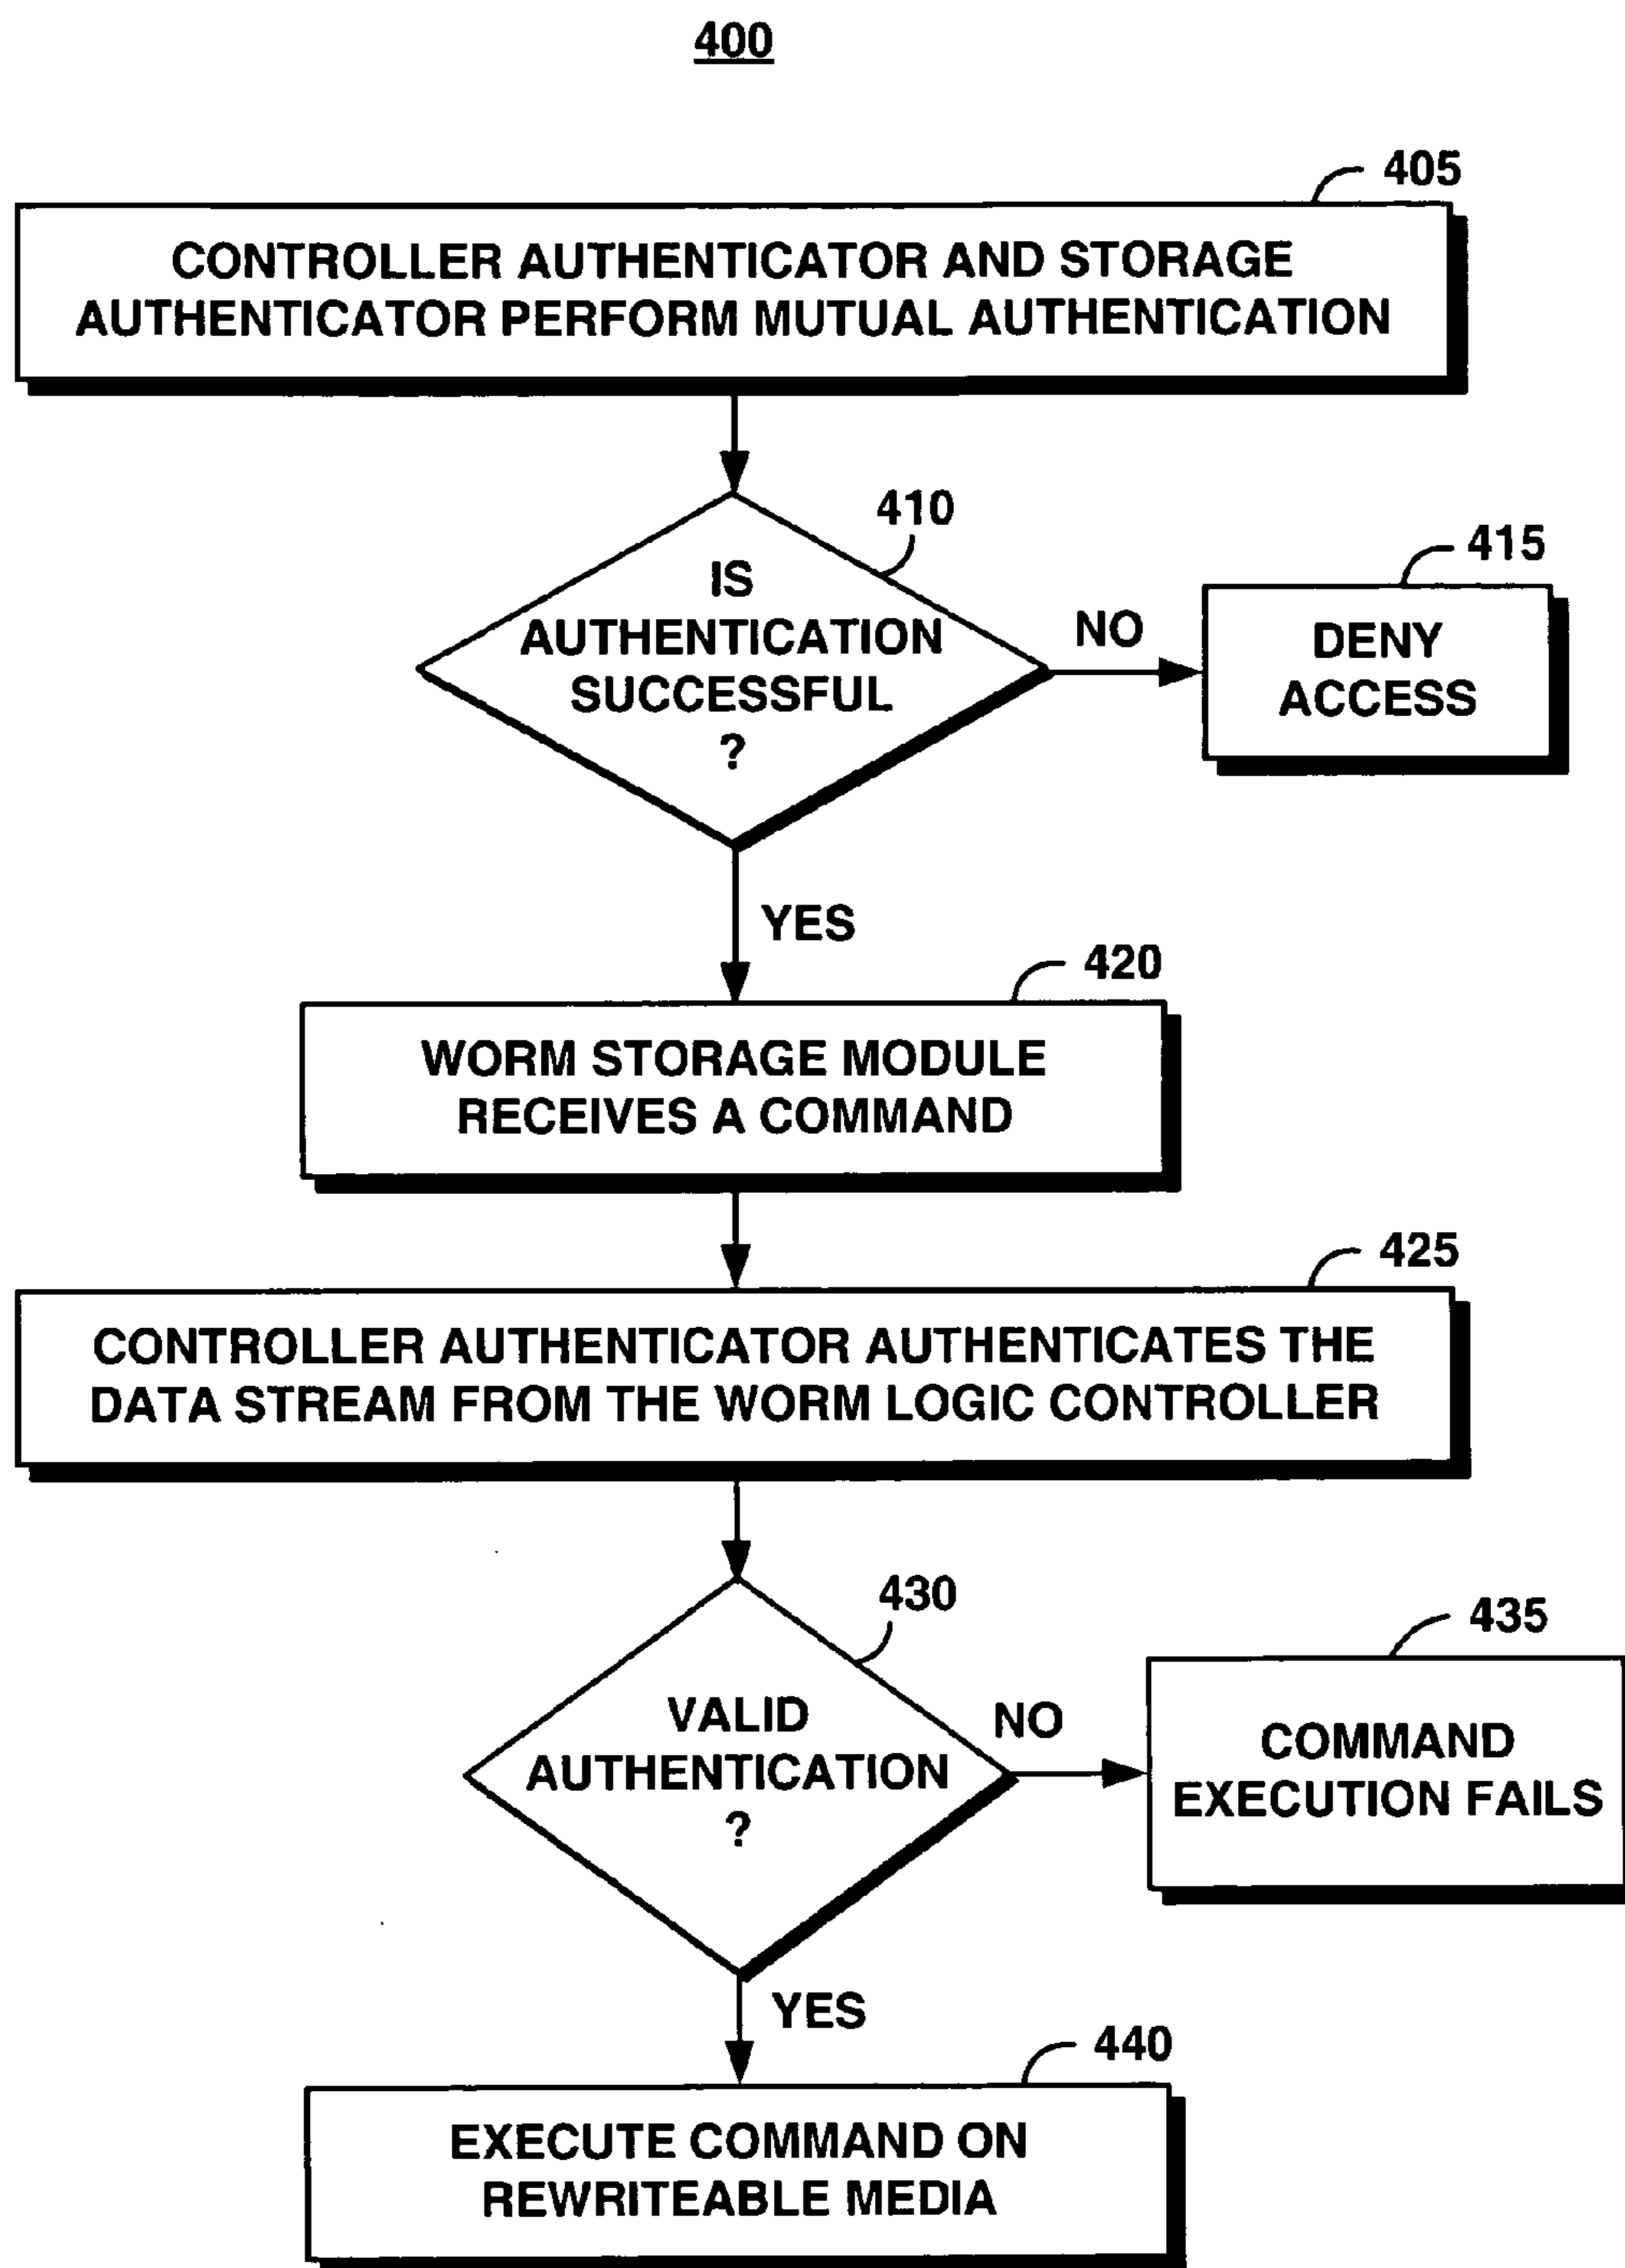 400
405
CONTROLLER AUTHENTICATOR AND STORAGE
AUTHENTICATOR PERFORM MUTUAL AUTHENTICATION
410
IS
AUTHENTICATION
SUCCESSFUL
?
NO
415
DENY
ACCESS
YES
420
WORM STORAGE MODULE
RECEIVES A COMMAND
425
CONTROLLER AUTHENTICATOR AUTHENTICATES THE
DATA STREAM FROM THE WORM LOGIC CONTROLLER
430
VALID
AUTHENTICATION
?
NO
435
COMMAND
EXECUTION FAILS
YES
440
EXECUTE COMMAND ON
REWRITEABLE MEDIA